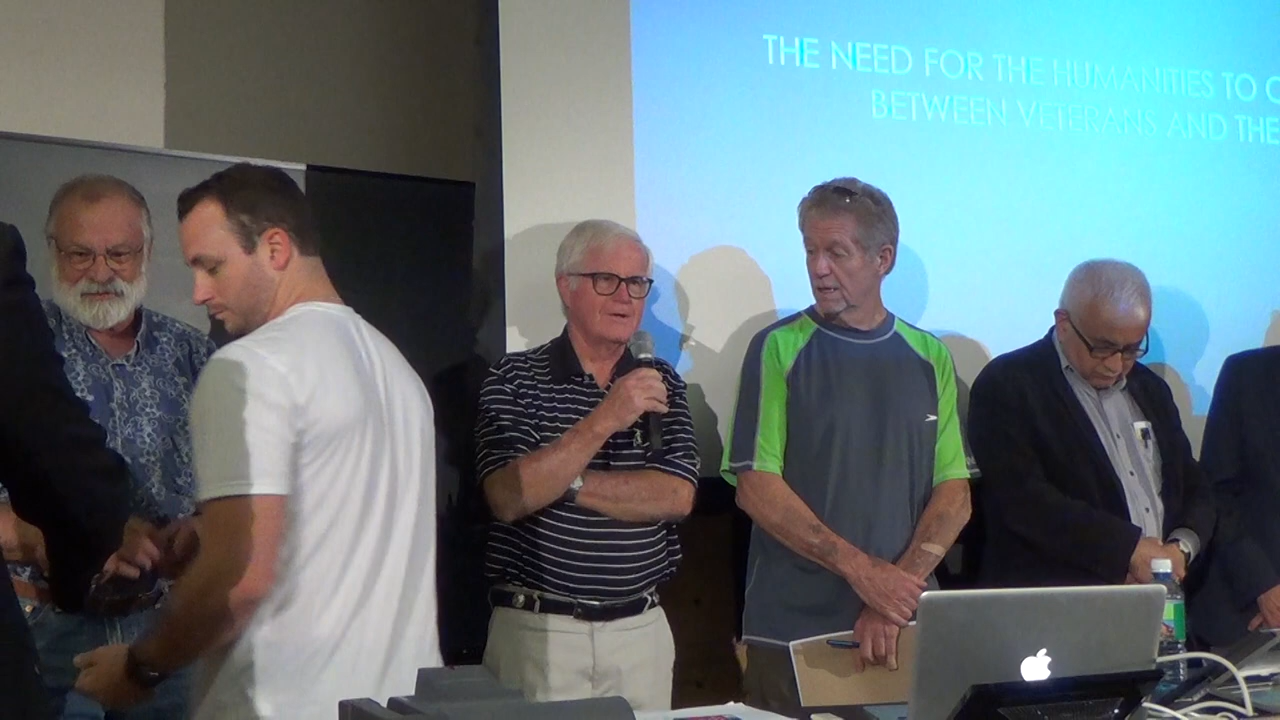 THE NEED FOR THE HUMANITIES TO
BETWEEN VETERANS AND THE